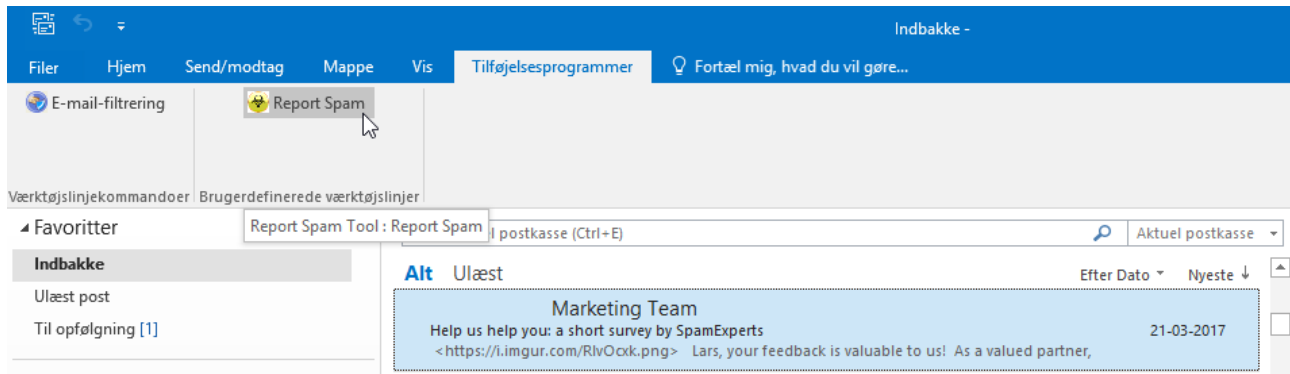 Indbakke -
Filer Hjem Send/modtag Mappe Vis Tilføjelsesprogrammer Fortæl mig, hvad du vil gøre...
E-mail-filtrering Report Spam
Værktøjslinjekommandoer Brugerdefinerede værktøjslinjer
Favoritter Report Spam Tool : Report Spam postkasse (Ctrl+E) Aktuel postkasse
Indbakke
Alt Ulæst Efter Dato Nyeste
Ulæst post
Marketing Team
Til opfølgning [1] Help us help you: a short survey by SpamExperts 21-03-2017
<https://i.imgur.com/RlvOcxk.png> Lars, your feedback is valuable to us! As a valued partner,